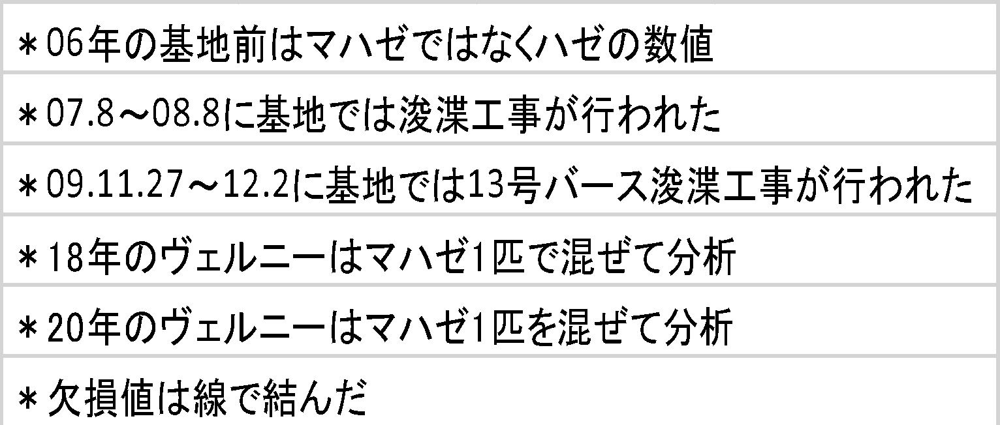 ＊06年の基地前はマハゼではなくハゼの数値
＊07.8～08.8に基地では浚渫工事が行われた
＊09.11.27～12.2に基地では13号バース浚渫工事が行われた
＊18年のヴェルニーはマハゼ1匹で混ぜて分析
＊20年のヴェルニーはマハゼ1匹を混ぜて分析
＊欠損値は線で結んだ